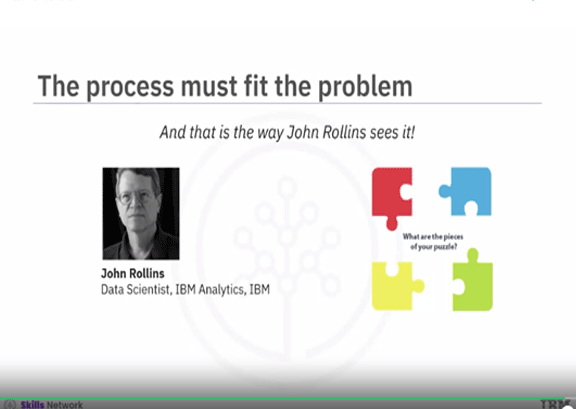 The process must fit the problem
And that is the way John Rollins sees it!
What are the pieces
of your puzzle?
John Rollins
Data Scientist, IBM Analytics, IBM
Skills Network
IBM